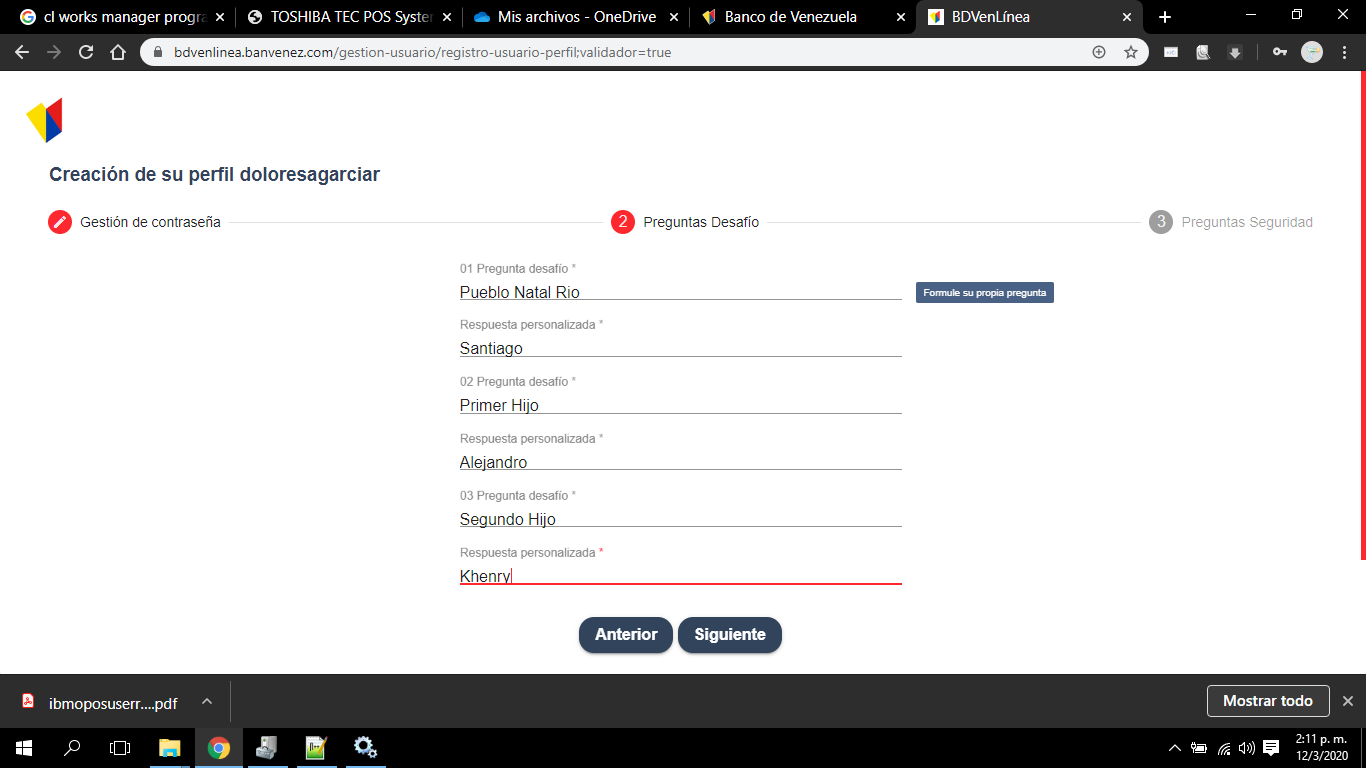 cl works manager progra
TOSHIBA TEC POS System
Mis archivos - OneDrive
Banco de Venezuela
BDVenLínea
bdvenlinea.banvenez.com/gestion-usuario/registro-usuario-perfil;validador=true
Creación de su perfil doloresagarciar
Gestión de contraseña
2 Preguntas Desafío
3 Preguntas Seguridad
01 Pregunta desafío *
Pueblo Natal Rio
Formule su propia pregunta
Respuesta personalizada *
Santiago
02 Pregunta desafío *
Primer Hijo
Respuesta personalizada *
Alejandro
03 Pregunta desafío *
Segundo Hijo
Respuesta personalizada *
Khenry
Anterior
Siguiente
ibmoposuserr....pdf
Mostrar todo
2:11 p. m.
12/3/2020